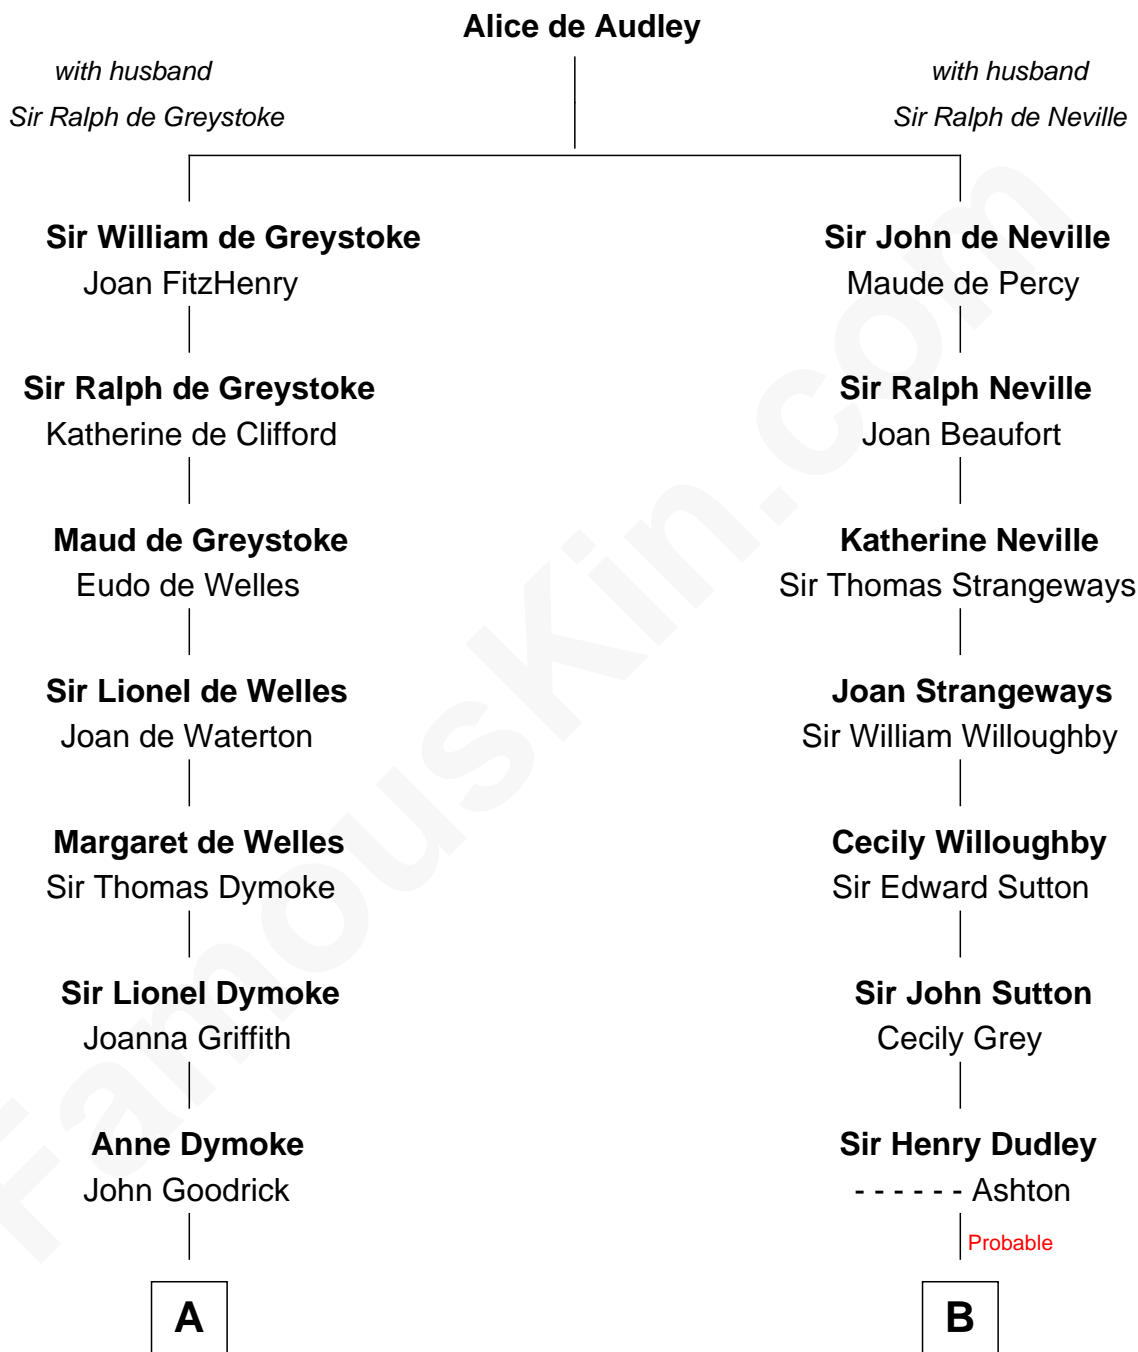 Alice de Audley
with husband
Sir Ralph de Greystoke
with husband
Sir Ralph de Neville
Sir William de Greystoke
Joan FitzHenry
Sir Ralph de Greystoke
Katherine de Clifford
Maud de Greystoke
Eudo de Welles
Sir Lionel de Welles
Joan de Waterton
Margaret de Welles
Sir Thomas Dymoke
Sir Lionel Dymoke
Joanna Griffith
Anne Dymoke
John Goodrick
A
Sir John de Neville
Maude de Percy
Sir Ralph Neville
Joan Beaufort
Katherine Neville
Sir Thomas Strangeways
Joan Strangeways
Sir William Willoughby
Cecily Willoughby
Sir Edward Sutton
Sir John Sutton
Cecily Grey
Sir Henry Dudley
- - - - - - Ashton
Probable
B
FamousKin.com